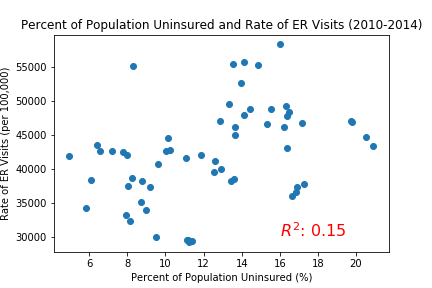 Percent of Population Uninsured and Rate of ER Visits (2010-2014)
Rate of ER Visits (per 100,000)
55000
50000
45000
40000
35000
30000
R²: 0.15
6 8 10 12 14 16 18 20
Percent of Population Uninsured (%)